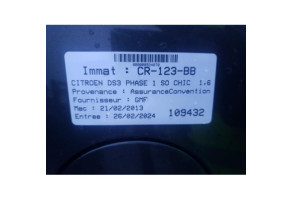 Immat : CR-123-BB
CITROEN DS3 PHASE 1 SO CHIC 1.6
Provenance : AssuranceConvention
Fournisseur : GMF
Mec : 21/02/2013
Entree : 26/02/2024 109432